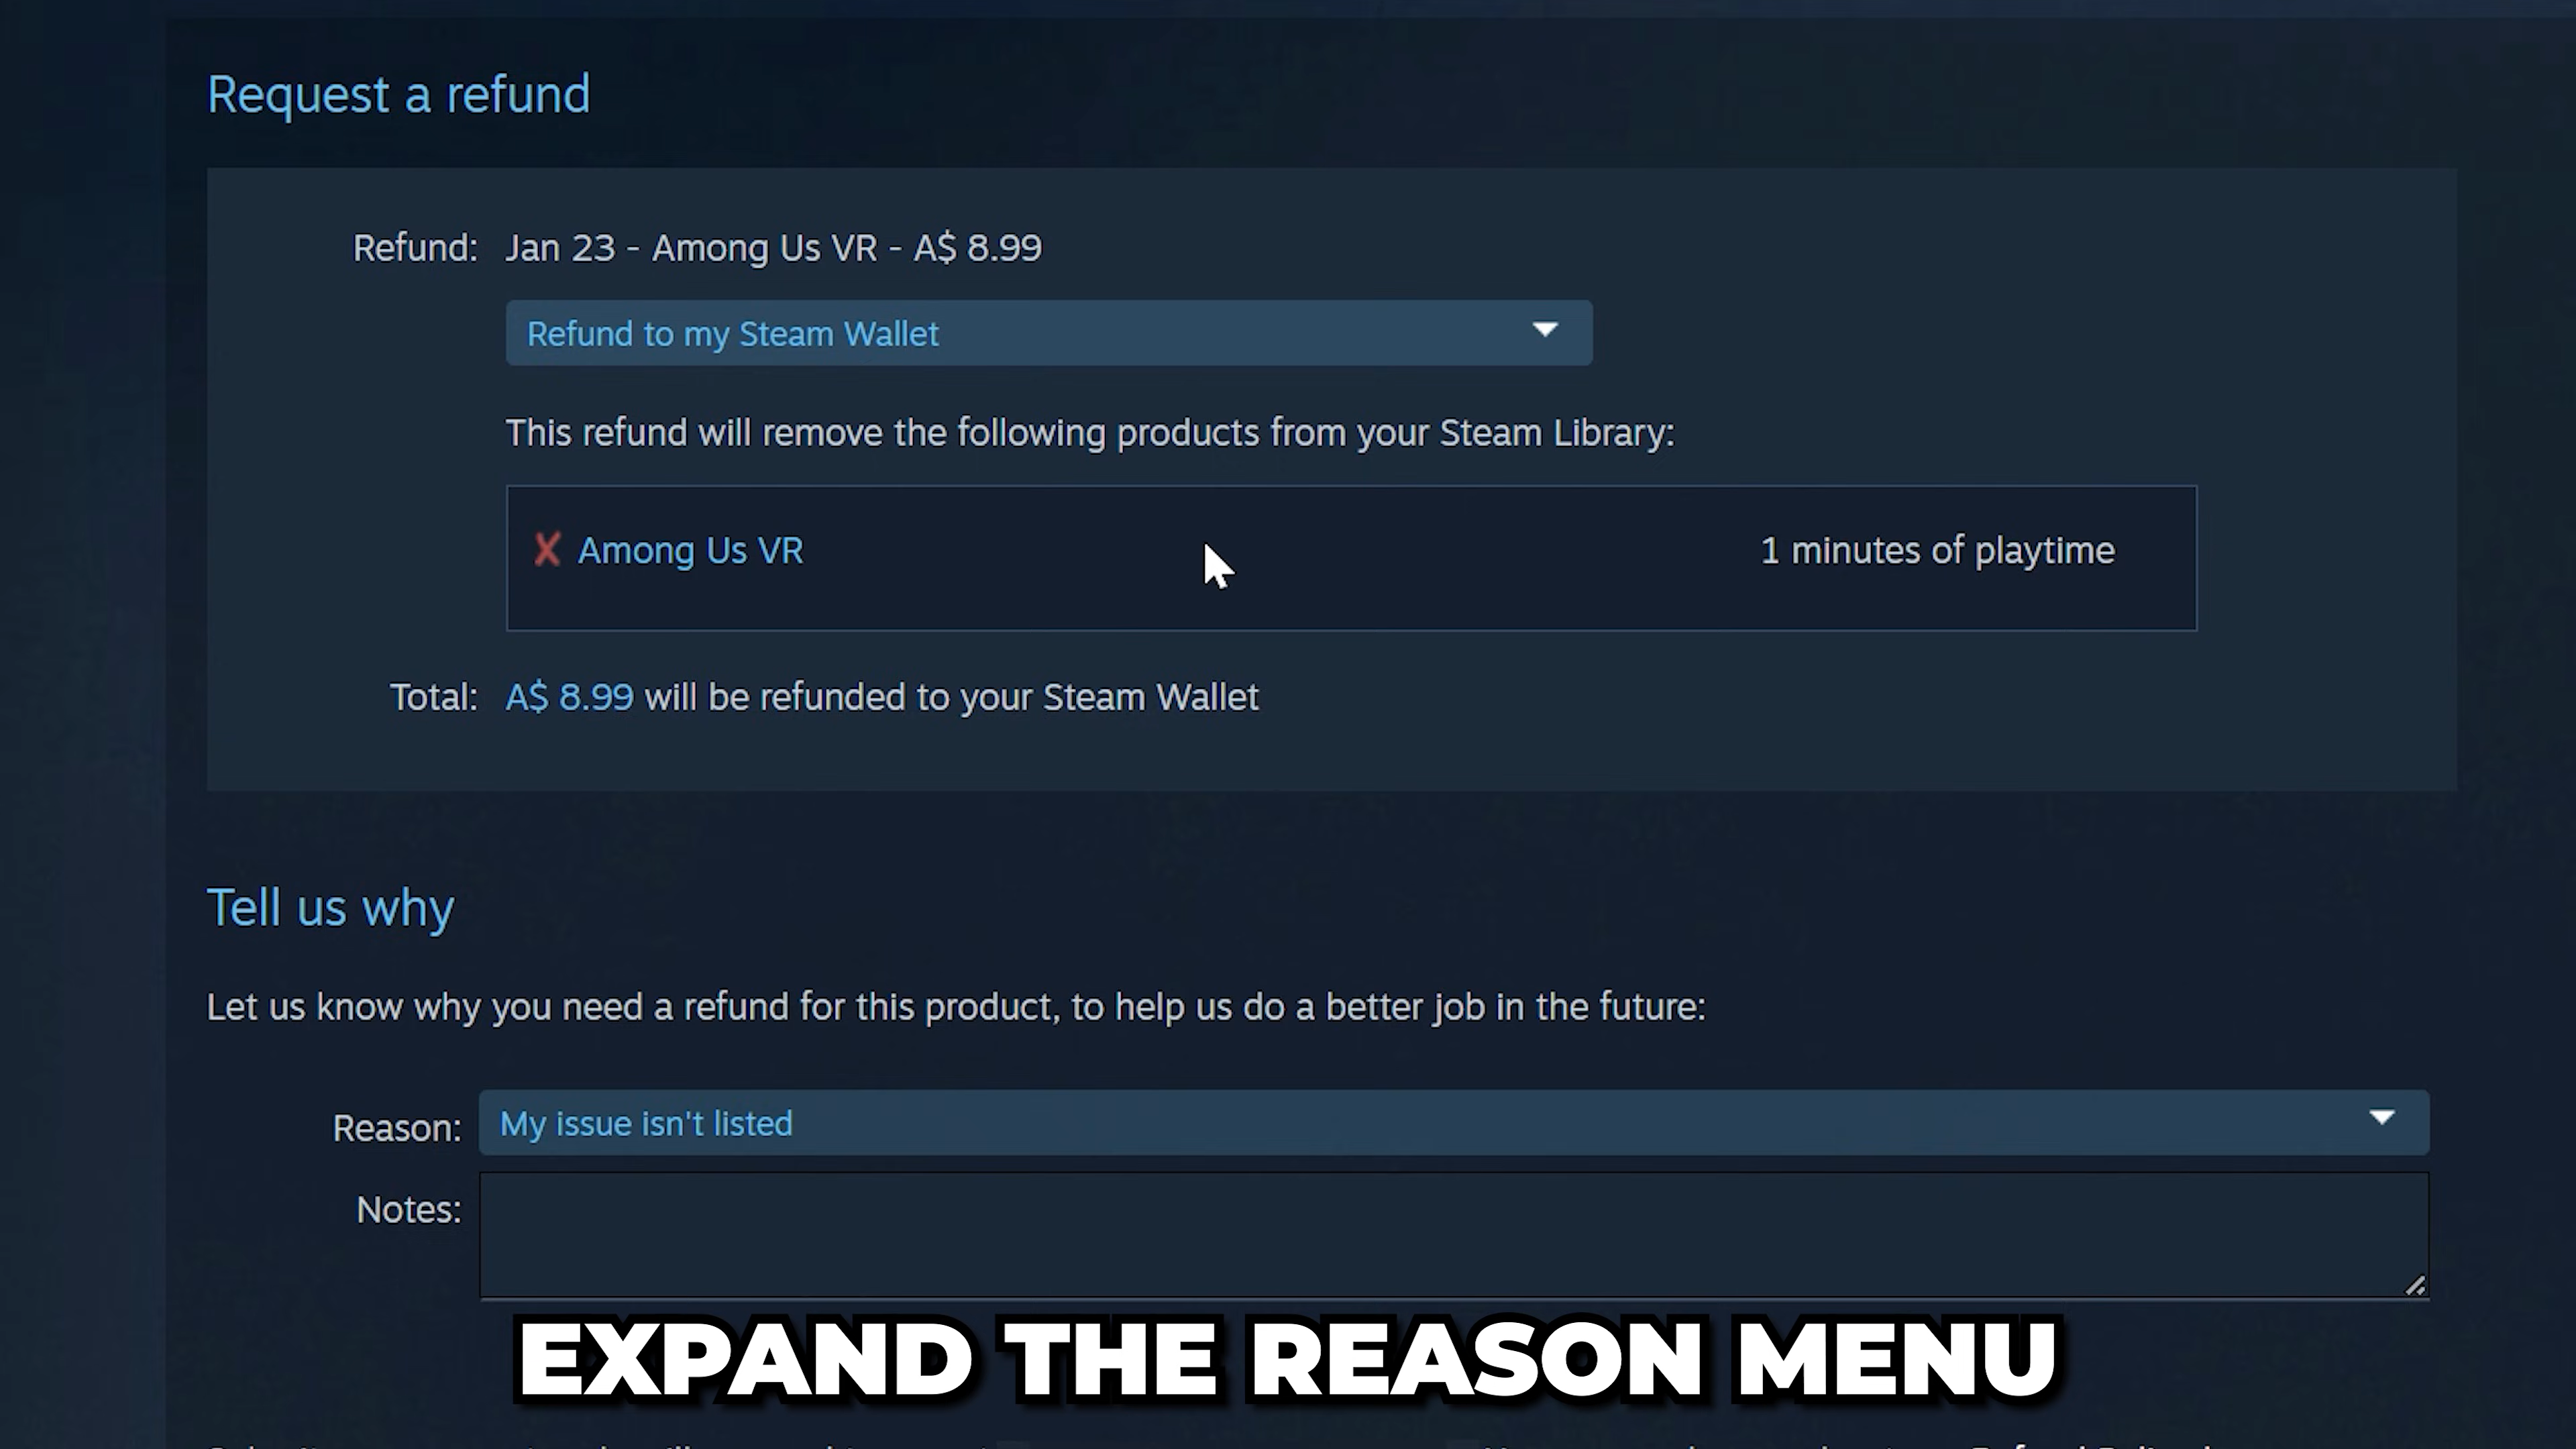 Request a refund
Refund: Jan 23 - Among Us VR - A$ 8.99
Refund to my Steam Wallet
This refund will remove the following products from your Steam Library:
X Among Us VR 1 minutes of playtime
Total: A$ 8.99 will be refunded to your Steam Wallet
Tell us why
Let us know why you need a refund for this product, to help us do a better job in the future:
Reason: My issue isn't listed
Notes:
EXPAND THE REASON MENU